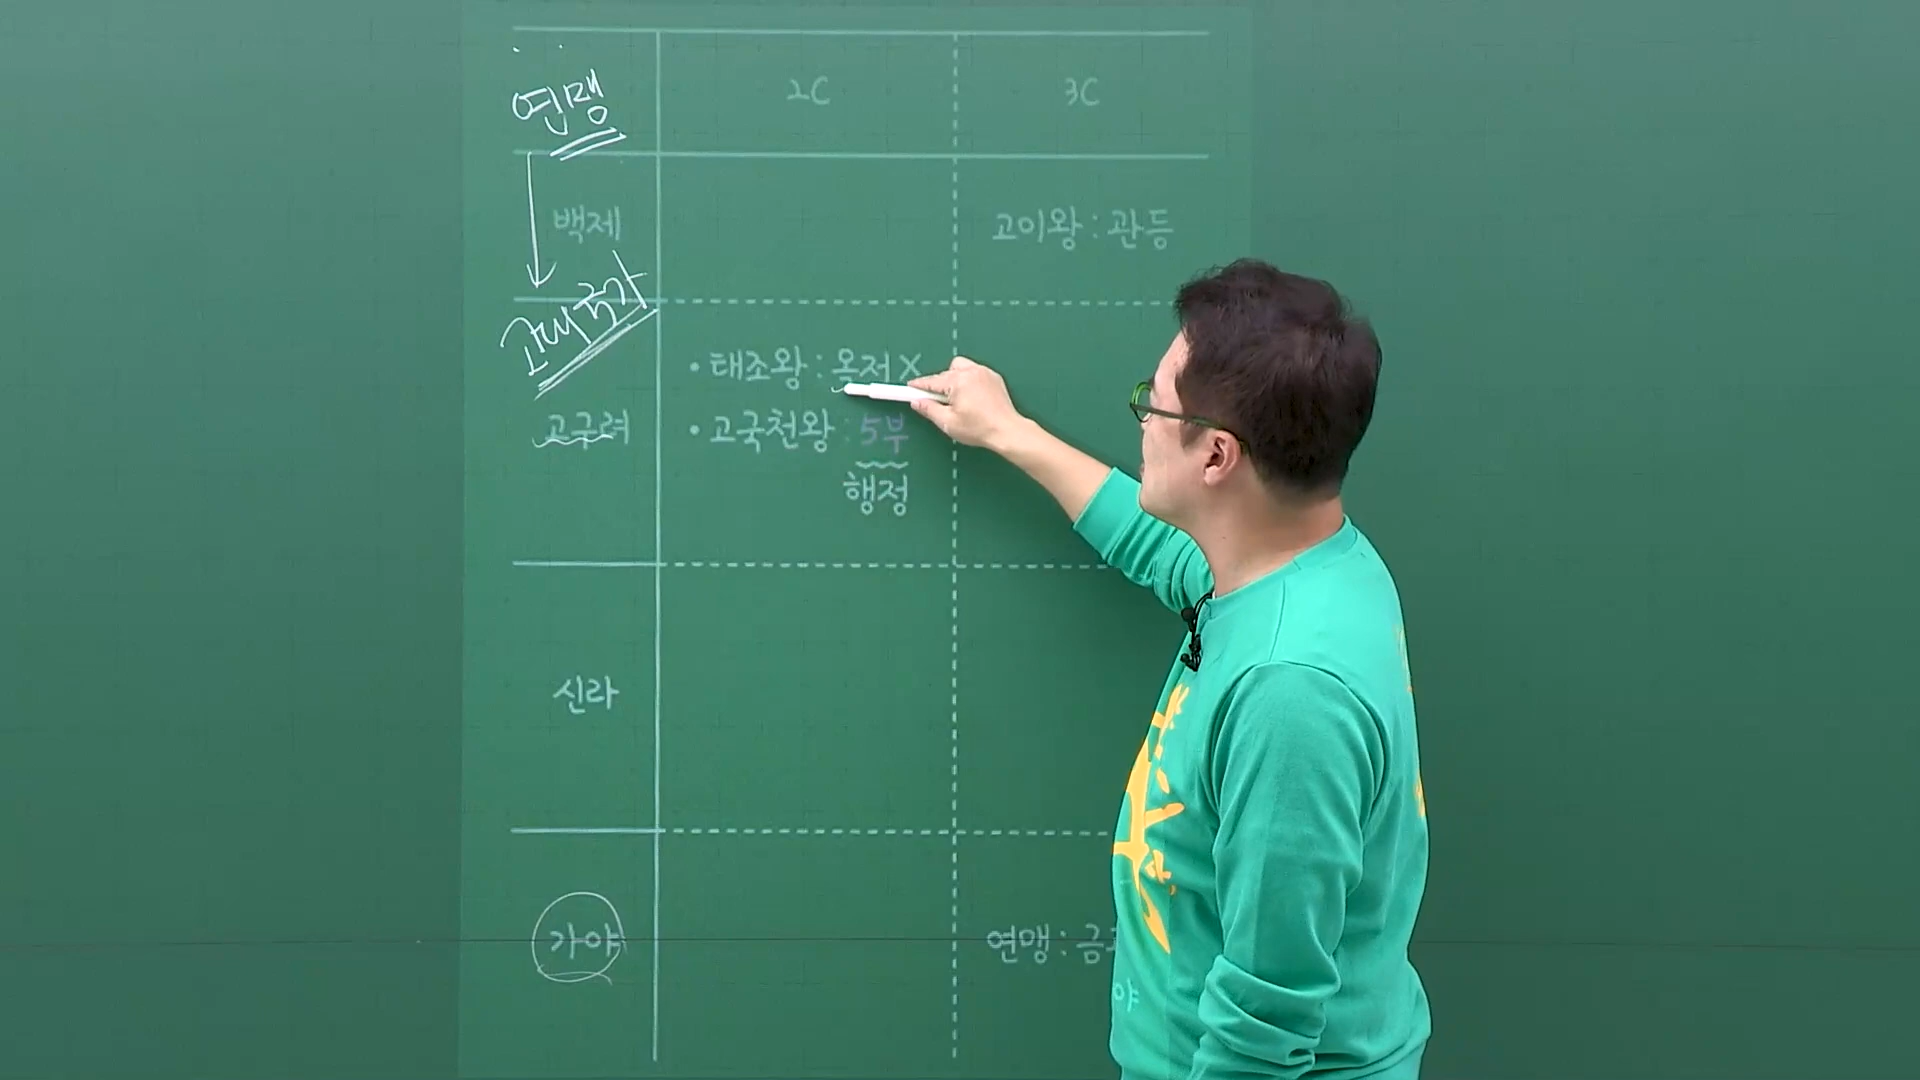 연맹
2C
3C
백제
고이왕 : 관등
고대국가
• 태조왕 : 옥저 X
고구려
• 고국천왕 : 5부
행정
신라
가야
연맹 : 금
야